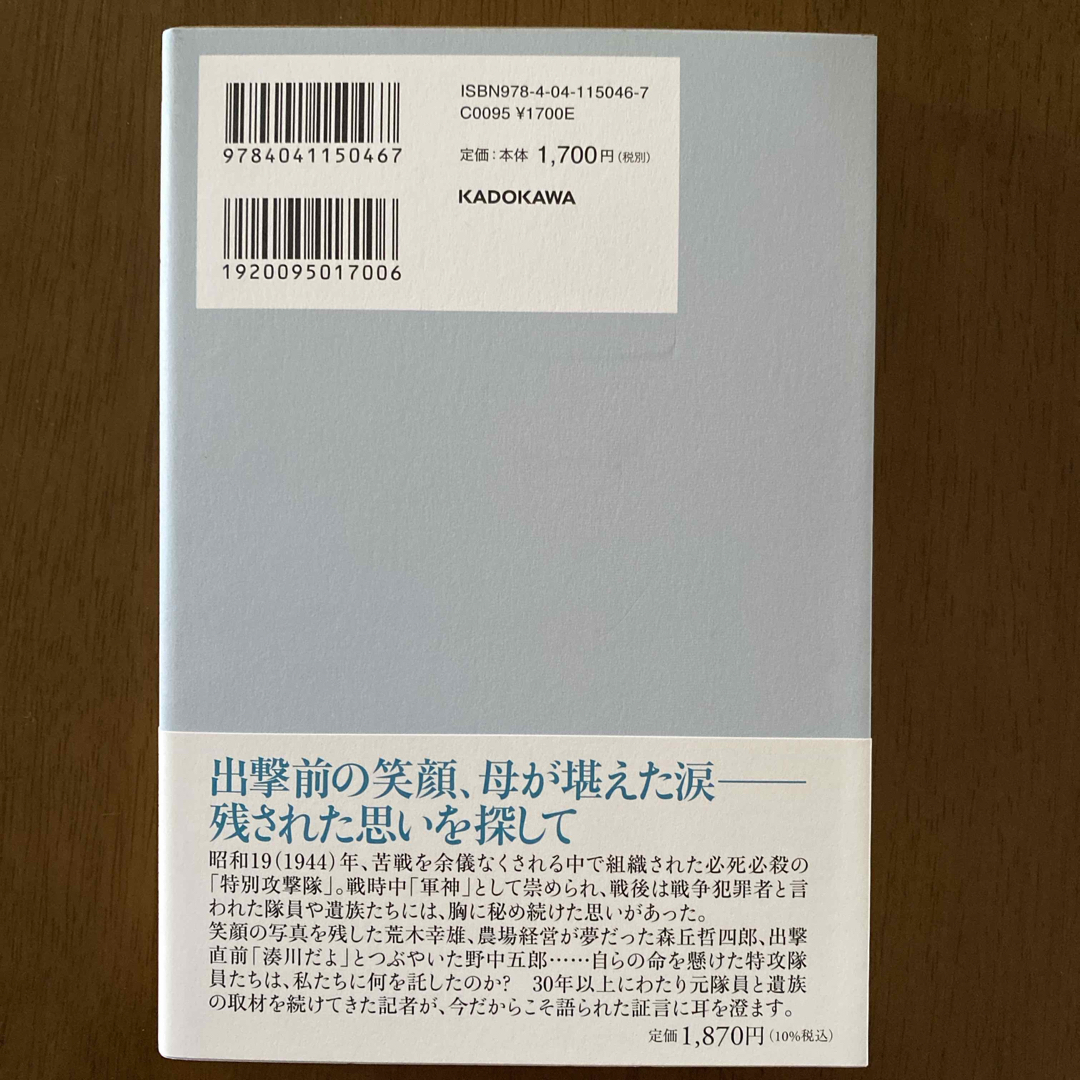 ISBN978-4-04-115046-7
C0095 ¥1700E
9784041150467
定価：本体 1,700円（税別）
KADOKAWA
1920095017006
出撃前の笑顔、母が堪えた涙――
残された思いを探して
昭和19（1944）年、苦戦を余儀なくされる中で組織された必死必殺の
「特別攻撃隊」。戦時中「軍神」として崇められ、戦後は戦争犯罪者と言
われた隊員や遺族たちには、胸に秘め続けた思いがあった。
笑顔の写真を残した荒木幸雄、農場経営が夢だった森丘哲四郎、出撃
直前「湊川だよ」とつぶやいた野中五郎……自らの命を懸けた特攻隊
員たちは、私たちに何を託したのか？　30年以上にわたり元隊員と遺族
の取材を続けてきた記者が、今だからこそ語られた証言に耳を澄ます。
定価1,870円（10%税込）